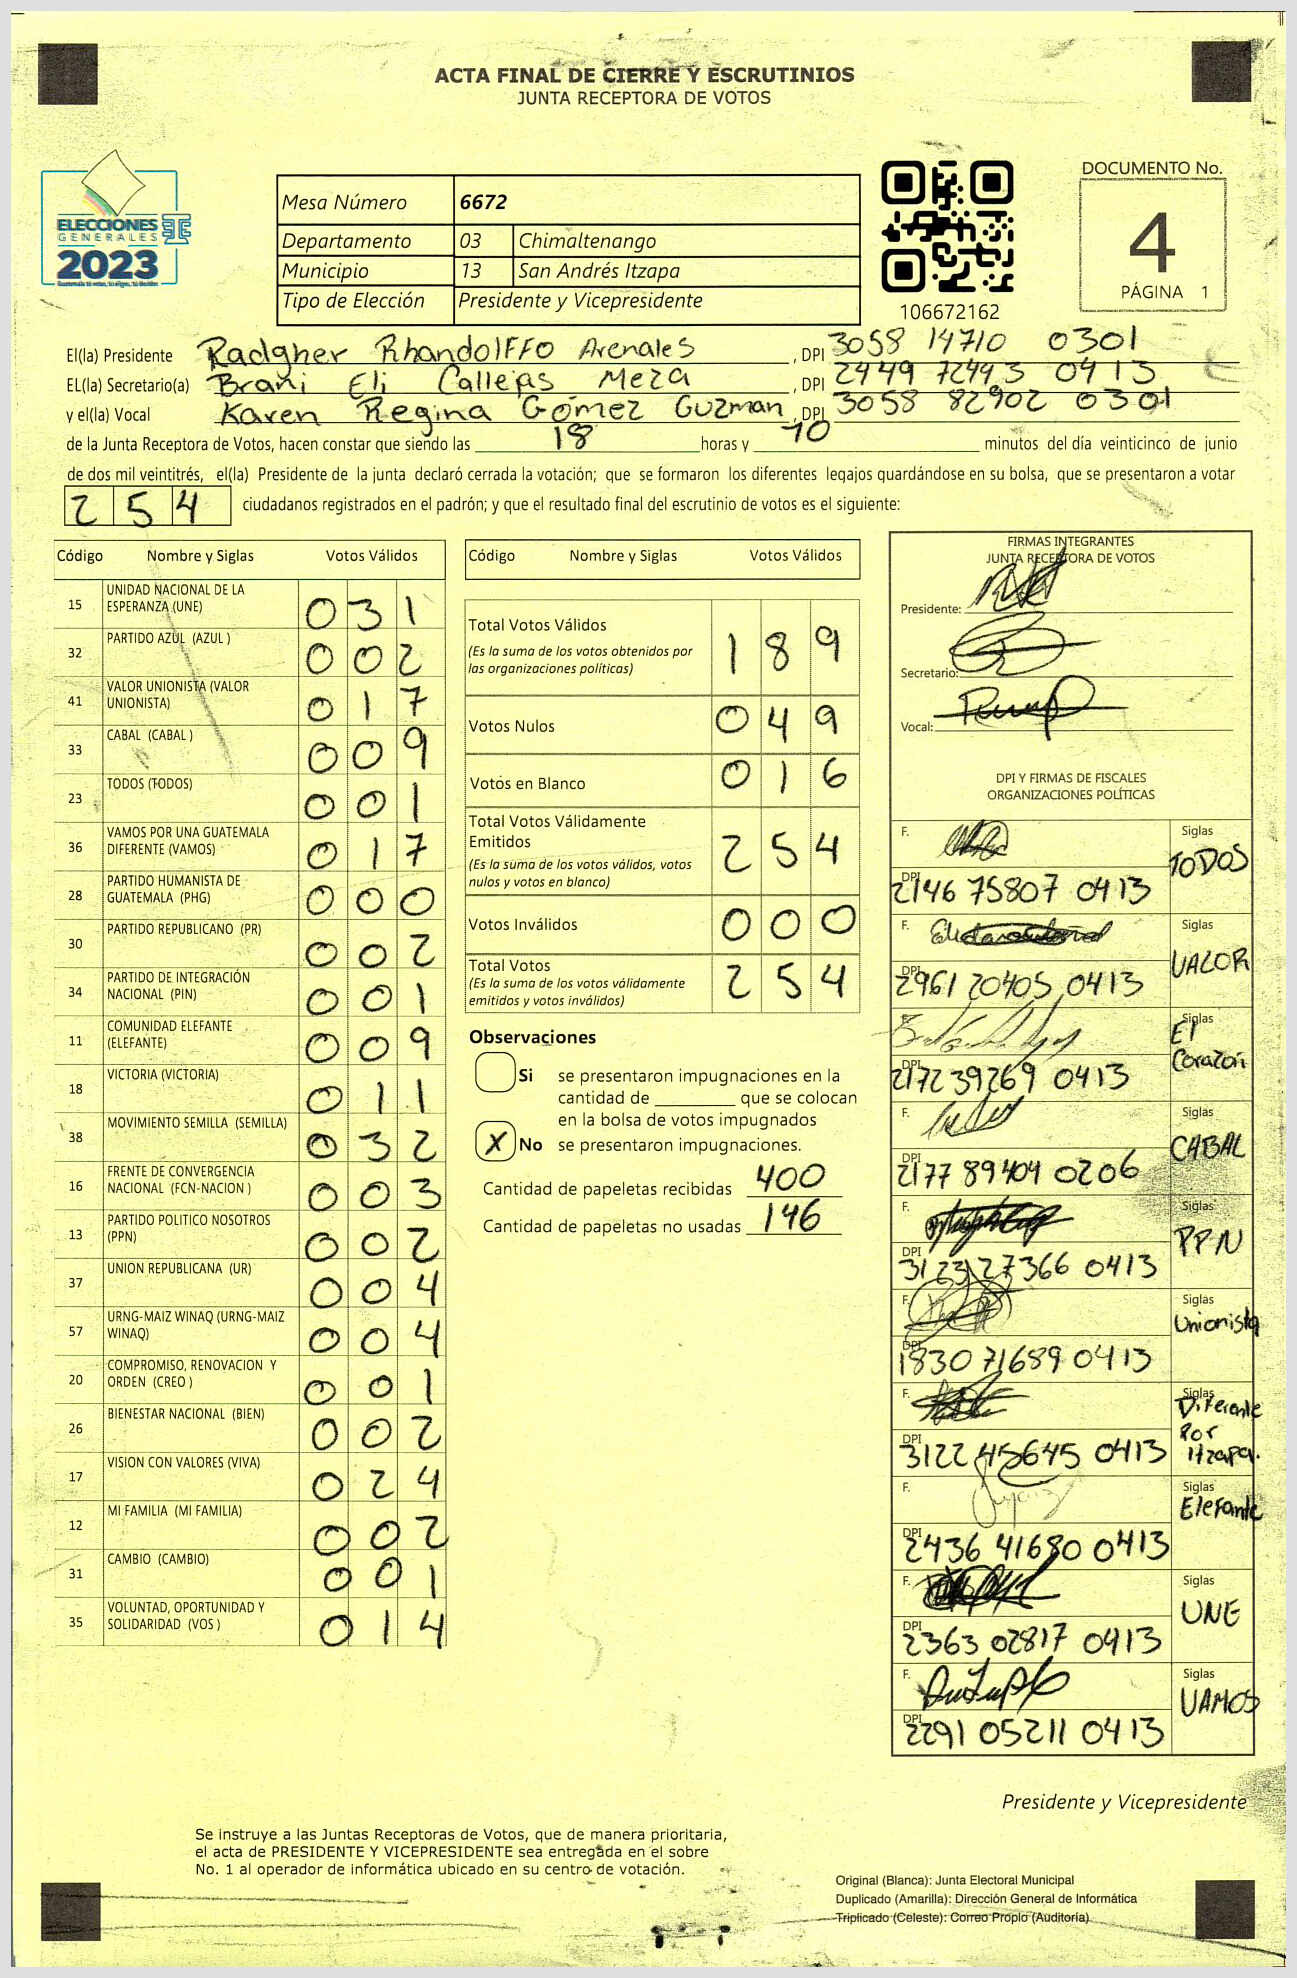 ACTA FINAL DE CIERRE Y ESCRUTINIOS
JUNTA RECEPTORA DE VOTOS
ELECCIONES
GENERALES
2023
Mesa Número 6672
Departamento 03 Chimaltenango
Municipio 13 San Andrés Itzapa
Tipo de Elección Presidente y Vicepresidente
106672162
DOCUMENTO No.
4
PÁGINA 1
El(la) Presidente Radgher Rhandolffo Arenales , DPI 3058 14710 0301
EL(la) Secretario(a) Brani Eli Callejas Meza , DPI 2449 72443 0413
y el(la) Vocal Karen Regina Gómez Guzman , DPI 3058 82902 0301
de la Junta Receptora de Votos, hacen constar que siendo las 18 horas y 10 minutos del día veinticinco de junio
de dos mil veintitrés, el(la) Presidente de la junta declaró cerrada la votación; que se formaron los diferentes legajos quardándose en su bolsa, que se presentaron a votar
254 ciudadanos registrados en el padrón; y que el resultado final del escrutinio de votos es el siguiente:
Código Nombre y Siglas Votos Válidos
15 UNIDAD NACIONAL DE LA ESPERANZA (UNE) 031
32 PARTIDO AZUL (AZUL ) 002
41 VALOR UNIONISTA (VALOR UNIONISTA) 017
33 CABAL (CABAL ) 009
23 TODOS (TODOS) 001
36 VAMOS POR UNA GUATEMALA DIFERENTE (VAMOS) 017
28 PARTIDO HUMANISTA DE GUATEMALA (PHG) 000
30 PARTIDO REPUBLICANO (PR) 002
34 PARTIDO DE INTEGRACIÓN NACIONAL (PIN) 001
11 COMUNIDAD ELEFANTE (ELEFANTE) 009
18 VICTORIA (VICTORIA) 011
38 MOVIMIENTO SEMILLA (SEMILLA) 032
16 FRENTE DE CONVERGENCIA NACIONAL (FCN-NACION ) 003
13 PARTIDO POLITICO NOSOTROS (PPN) 002
37 UNION REPUBLICANA (UR) 004
57 URNG-MAIZ WINAQ (URNG-MAIZ WINAQ) 004
20 COMPROMISO, RENOVACION Y ORDEN (CREO ) 001
26 BIENESTAR NACIONAL (BIEN) 002
17 VISION CON VALORES (VIVA) 024
12 MI FAMILIA (MI FAMILIA) 002
31 CAMBIO (CAMBIO) 001
35 VOLUNTAD, OPORTUNIDAD Y SOLIDARIDAD (VOS ) 014
Código Nombre y Siglas Votos Válidos
Total Votos Válidos 189
(Es la suma de los votos obtenidos por
las organizaciones políticas)
Votos Nulos 049
Votos en Blanco 016
Total Votos Válidamente
Emitidos 254
(Es la suma de los votos válidos, votos
nulos y votos en blanco)
Votos Inválidos 000
Total Votos 254
(Es la suma de los votos válidamente
emitidos y votos inválidos)
Observaciones
Si se presentaron impugnaciones en la
cantidad de ________ que se colocan
en la bolsa de votos impugnados
X No se presentaron impugnaciones.
Cantidad de papeletas recibidas 400
Cantidad de papeletas no usadas 146
FIRMAS INTEGRANTES
JUNTA RECEPTORA DE VOTOS
Presidente:
Secretario:
Vocal:
DPI Y FIRMAS DE FISCALES
ORGANIZACIONES POLÍTICAS
F. Siglas TODOS
DPI 2146 75807 0413
F. Siglas VALOR
DPI 2961 20405 0413
F. Siglas El Corazón
DPI 2172 39269 0413
F. Siglas CABAL
DPI 2177 89404 0206
F. Siglas PPN
DPI 3123 27366 0413
F. Siglas Unionista
DPI 1830 71689 0413
F. Siglas Diferente Por Itzapa.
DPI 3122 45645 0413
F. Siglas Elefante
DPI 2436 41680 0413
F. Siglas UNE
DPI 2363 02817 0413
F. Siglas VAMOS
DPI 2291 05211 0413
Presidente y Vicepresidente
Se instruye a las Juntas Receptoras de Votos, que de manera prioritaria,
el acta de PRESIDENTE Y VICEPRESIDENTE sea entregada en el sobre
No. 1 al operador de informática ubicado en su centro de votación.
Original (Blanca): Junta Electoral Municipal
Duplicado (Amarilla): Dirección General de Informática
Triplicado (Celeste): Correo Propio (Auditoría)